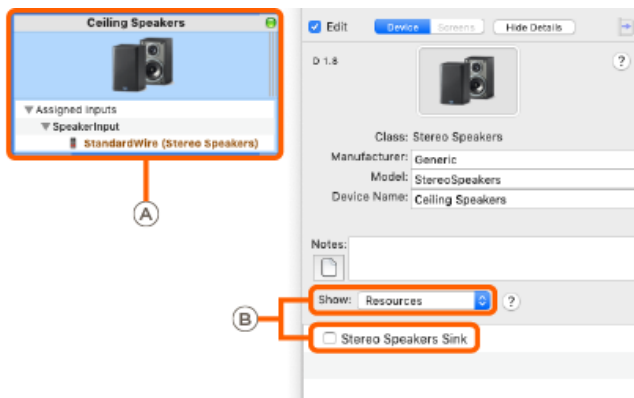 Ceiling Speakers
Assigned Inputs
SpeakerInput
StandardWire (Stereo Speakers)
A
Edit
Device Screens
Hide Details
D 1.8
?
Class: Stereo Speakers
Manufacturer: Generic
Model: StereoSpeakers
Device Name: Ceiling Speakers
Notes:
Show: Resources ?
B
Stereo Speakers Sink